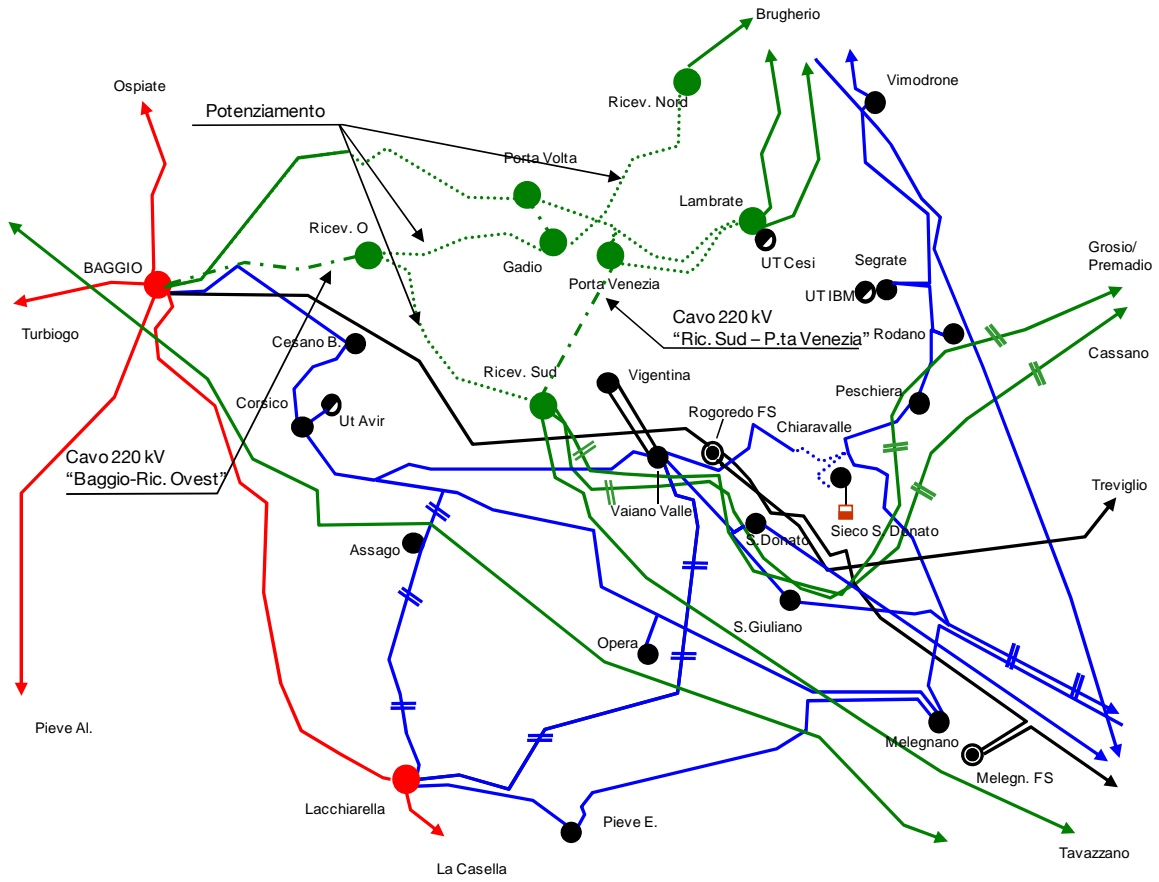 Brugherio
Ospiate
Vimodrone
Ricev. Nord
Potenziamento
Porta Volta
Lambrate
Ricev. O
Grosio/
Premadio
BAGGIO
Gadio
UT Cesi
Segrate
Porta Venezia
UT IBM
Turbiogo
Cavo 220 kV
“Ric. Sud – P.ta Venezia”
Rodano
Cesano B.
Cassano
Ricev. Sud
Vigentina
Peschiera
Corsico
Ut Avir
Rogoredo FS
Chiaravalle
Cavo 220 kV
“Baggio-Ric. Ovest”
Treviglio
Vaiano Valle
Sieco S. Donato
S.Donato
Assago
S.Giuliano
Opera
Pieve Al.
Melegnano
Melegn. FS
Lacchiarella
Pieve E.
Tavazzano
La Casella